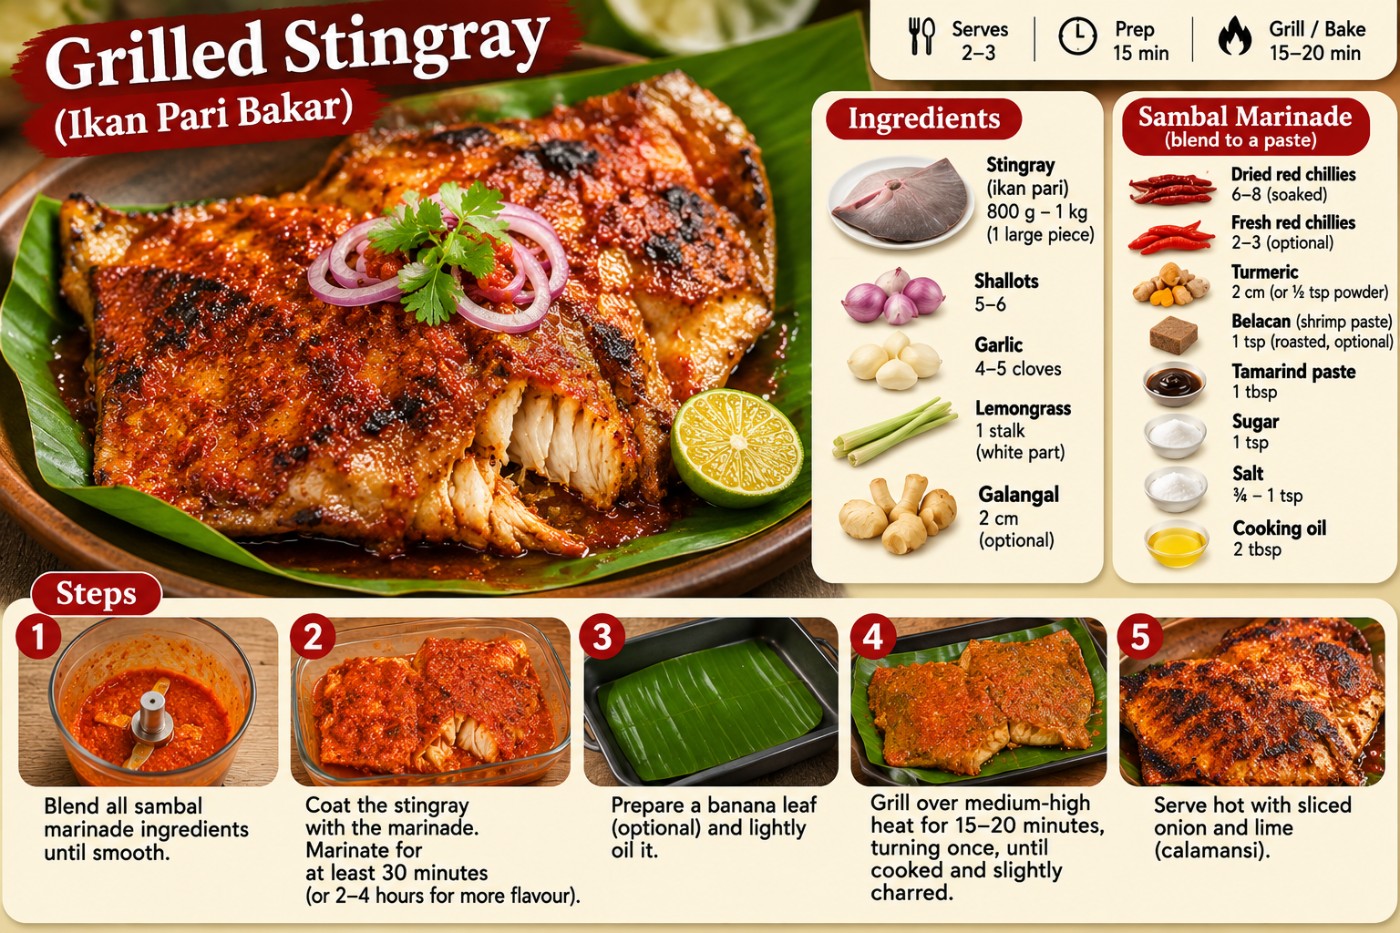 Grilled Stingray
(Ikan Pari Bakar)
Serves
2–3
Prep
15 min
Grill / Bake
15–20 min
Ingredients
Stingray
(ikan pari)
800 g – 1 kg
(1 large piece)
Shallots
5–6
Garlic
4–5 cloves
Lemongrass
1 stalk
(white part)
Galangal
2 cm
(optional)
Sambal Marinade
(blend to a paste)
Dried red chillies
6–8 (soaked)
Fresh red chillies
2–3 (optional)
Turmeric
2 cm (or ½ tsp powder)
Belacan (shrimp paste)
1 tsp (roasted, optional)
Tamarind paste
1 tbsp
Sugar
1 tsp
Salt
¾ – 1 tsp
Cooking oil
2 tbsp
Steps
1
Blend all sambal
marinade ingredients
until smooth.
2
Coat the stingray
with the marinade.
Marinate for
at least 30 minutes
(or 2–4 hours for more flavour).
3
Prepare a banana leaf
(optional) and lightly
oil it.
4
Grill over medium-high
heat for 15–20 minutes,
turning once, until
cooked and slightly
charred.
5
Serve hot with sliced
onion and lime
(calamansi).